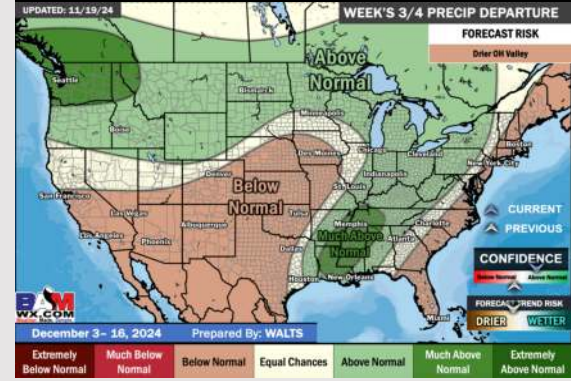 UPDATED: 11/19/24
WEEK'S 3/4 PRECIP DEPARTURE
FORECAST RISK
Drier OH Valley
Above
Normal
Seattle
Bismarck
Minneapolis
Boise
Boston
Des Moines
Chicago
Cleveland
New York City
Denver
Indianapolis
San Francisco
Below
Normal
St. Louis
Las Vegas
Los Angeles
Albuquerque
Tulsa
Memphis
Charlotte
Phoenix
Much Above
Normal
Atlanta
Dallas
Houston
New Orleans
Miami
CURRENT
PREVIOUS
CONFIDENCE
Below Normal
Above Normal
FORECAST TREND RISK
DRIER
WETTER
BAM
WX.COM
December 3– 16, 2024
Prepared By: WALTS
Extremely
Below Normal
Much Below
Normal
Below Normal
Equal Chances
Above Normal
Much Above
Normal
Extremely
Above Normal